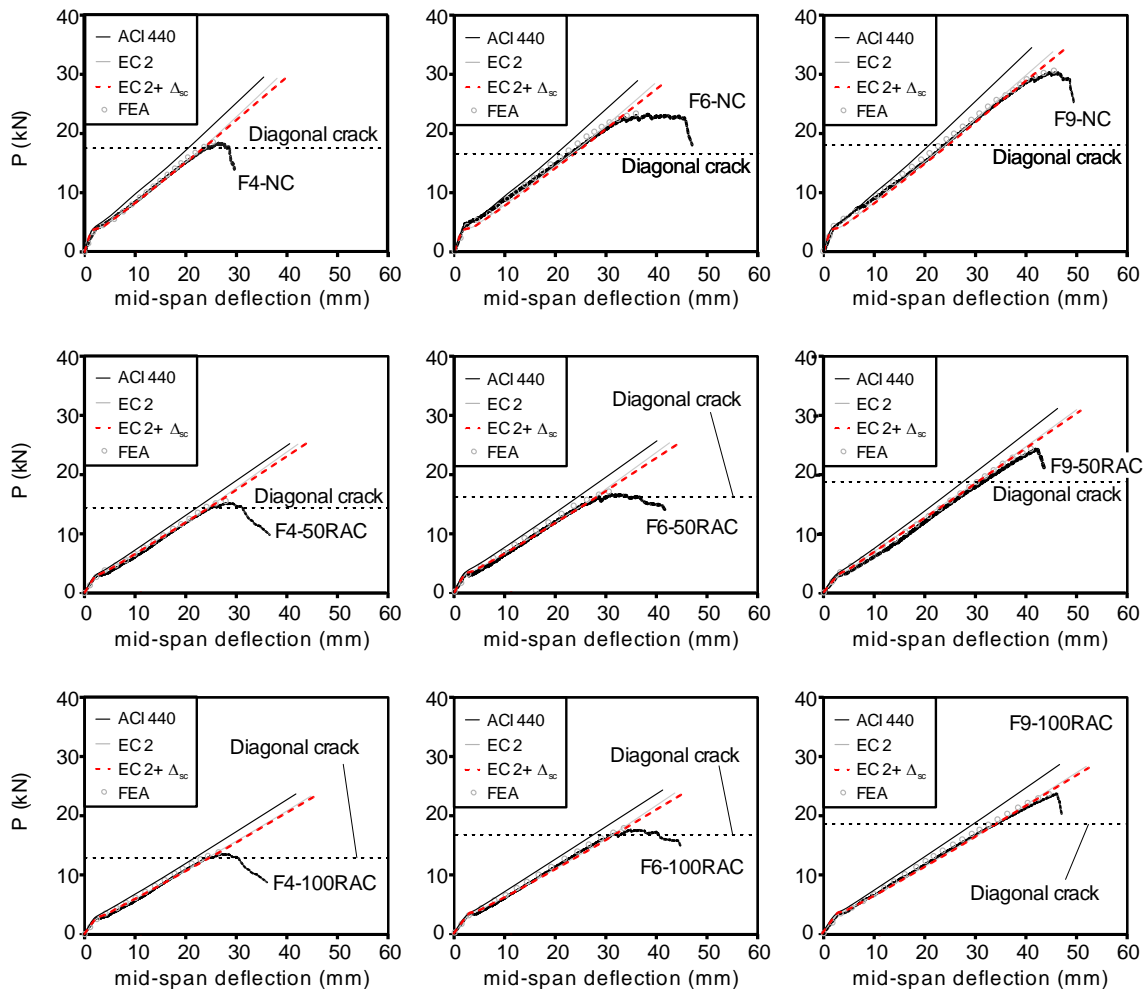 ACI 440
EC 2
EC 2+ Δsc
FEA
Diagonal crack
F4-NC
P (kN)
40
30
20
10
0
0 10 20 30 40 50 60
mid-span deflection (mm)
ACI 440
EC 2
EC 2+ Δsc
FEA
F6-NC
Diagonal crack
40
30
20
10
0
0 10 20 30 40 50 60
mid-span deflection (mm)
ACI 440
EC 2
EC 2+ Δsc
FEA
F9-NC
Diagonal crack
40
30
20
10
0
0 10 20 30 40 50 60
mid-span deflection (mm)
ACI 440
EC 2
EC 2+ Δsc
FEA
Diagonal crack
F4-50RAC
P (kN)
40
30
20
10
0
0 10 20 30 40 50 60
mid-span deflection (mm)
ACI 440
EC 2
EC 2+ Δsc
FEA
Diagonal crack
F6-50RAC
40
30
20
10
0
0 10 20 30 40 50 60
mid-span deflection (mm)
ACI 440
EC 2
EC 2+ Δsc
FEA
F9-50RAC
Diagonal crack
40
30
20
10
0
0 10 20 30 40 50 60
mid-span deflection (mm)
ACI 440
EC 2
EC 2+ Δsc
FEA
Diagonal crack
F4-100RAC
P (kN)
40
30
20
10
0
0 10 20 30 40 50 60
mid-span deflection (mm)
ACI 440
EC 2
EC 2+ Δsc
FEA
Diagonal crack
F6-100RAC
40
30
20
10
0
0 10 20 30 40 50 60
mid-span deflection (mm)
F9-100RAC
ACI 440
EC 2
EC 2+ Δsc
FEA
Diagonal crack
40
30
20
10
0
0 10 20 30 40 50 60
mid-span deflection (mm)